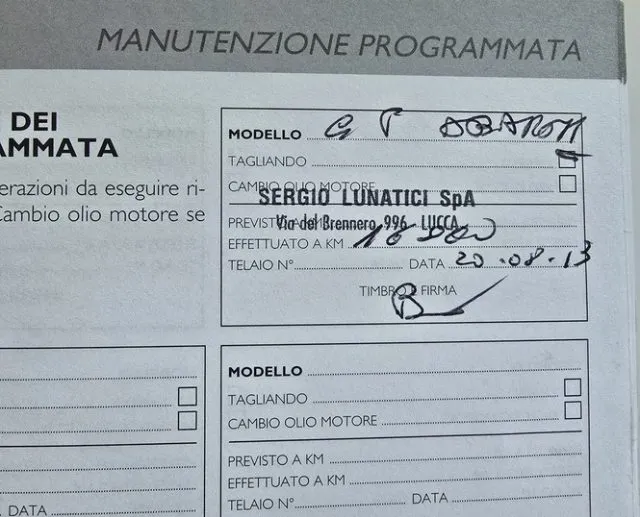 MANUTENZIONE PROGRAMMATA
I DEI
AMMATA
erazioni da eseguire ri-
Cambio olio motore se
MODELLO
TAGLIANDO
CAMBIO OLIO MOTORE
SERGIO LUNATICI SpA
Via del Brennero, 996 LUCCA
PREVISTO A KM
EFFETTUATO A KM
TELAIO N° DATA 20.08.13
TIMBRO E FIRMA
MODELLO
TAGLIANDO
CAMBIO OLIO MOTORE
PREVISTO A KM
EFFETTUATO A KM
TELAIO N° DATA
DATA